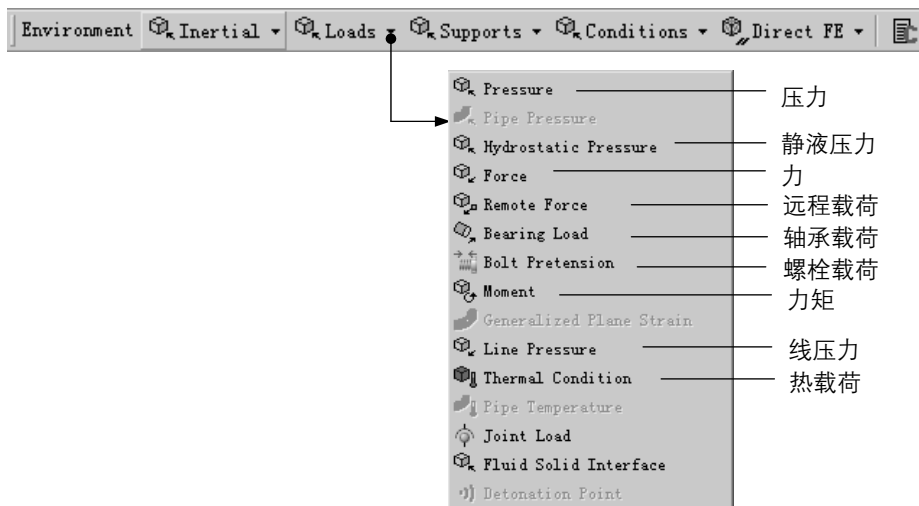 Environment Inertial Loads Supports Conditions Direct FE
Pressure 压力
Pipe Pressure
Hydrostatic Pressure 静液压力
Force 力
Remote Force 远程载荷
Bearing Load 轴承载荷
Bolt Pretension 螺栓载荷
Moment 力矩
Generalized Plane Strain
Line Pressure 线压力
Thermal Condition 热载荷
Pipe Temperature
Joint Load
Fluid Solid Interface
Detonation Point